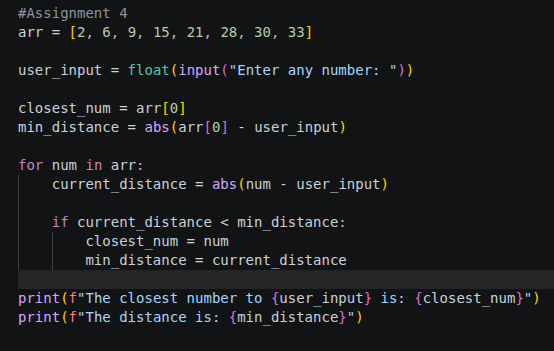 #Assignment 4
arr = [2, 6, 9, 15, 21, 28, 30, 33]
user_input = float(input("Enter any number: "))
closest_num = arr[0]
min_distance = abs(arr[0] - user_input)
for num in arr:
    current_distance = abs(num - user_input)
    if current_distance < min_distance:
        closest_num = num
        min_distance = current_distance
print(f"The closest number to {user_input} is: {closest_num}")
print(f"The distance is: {min_distance}")